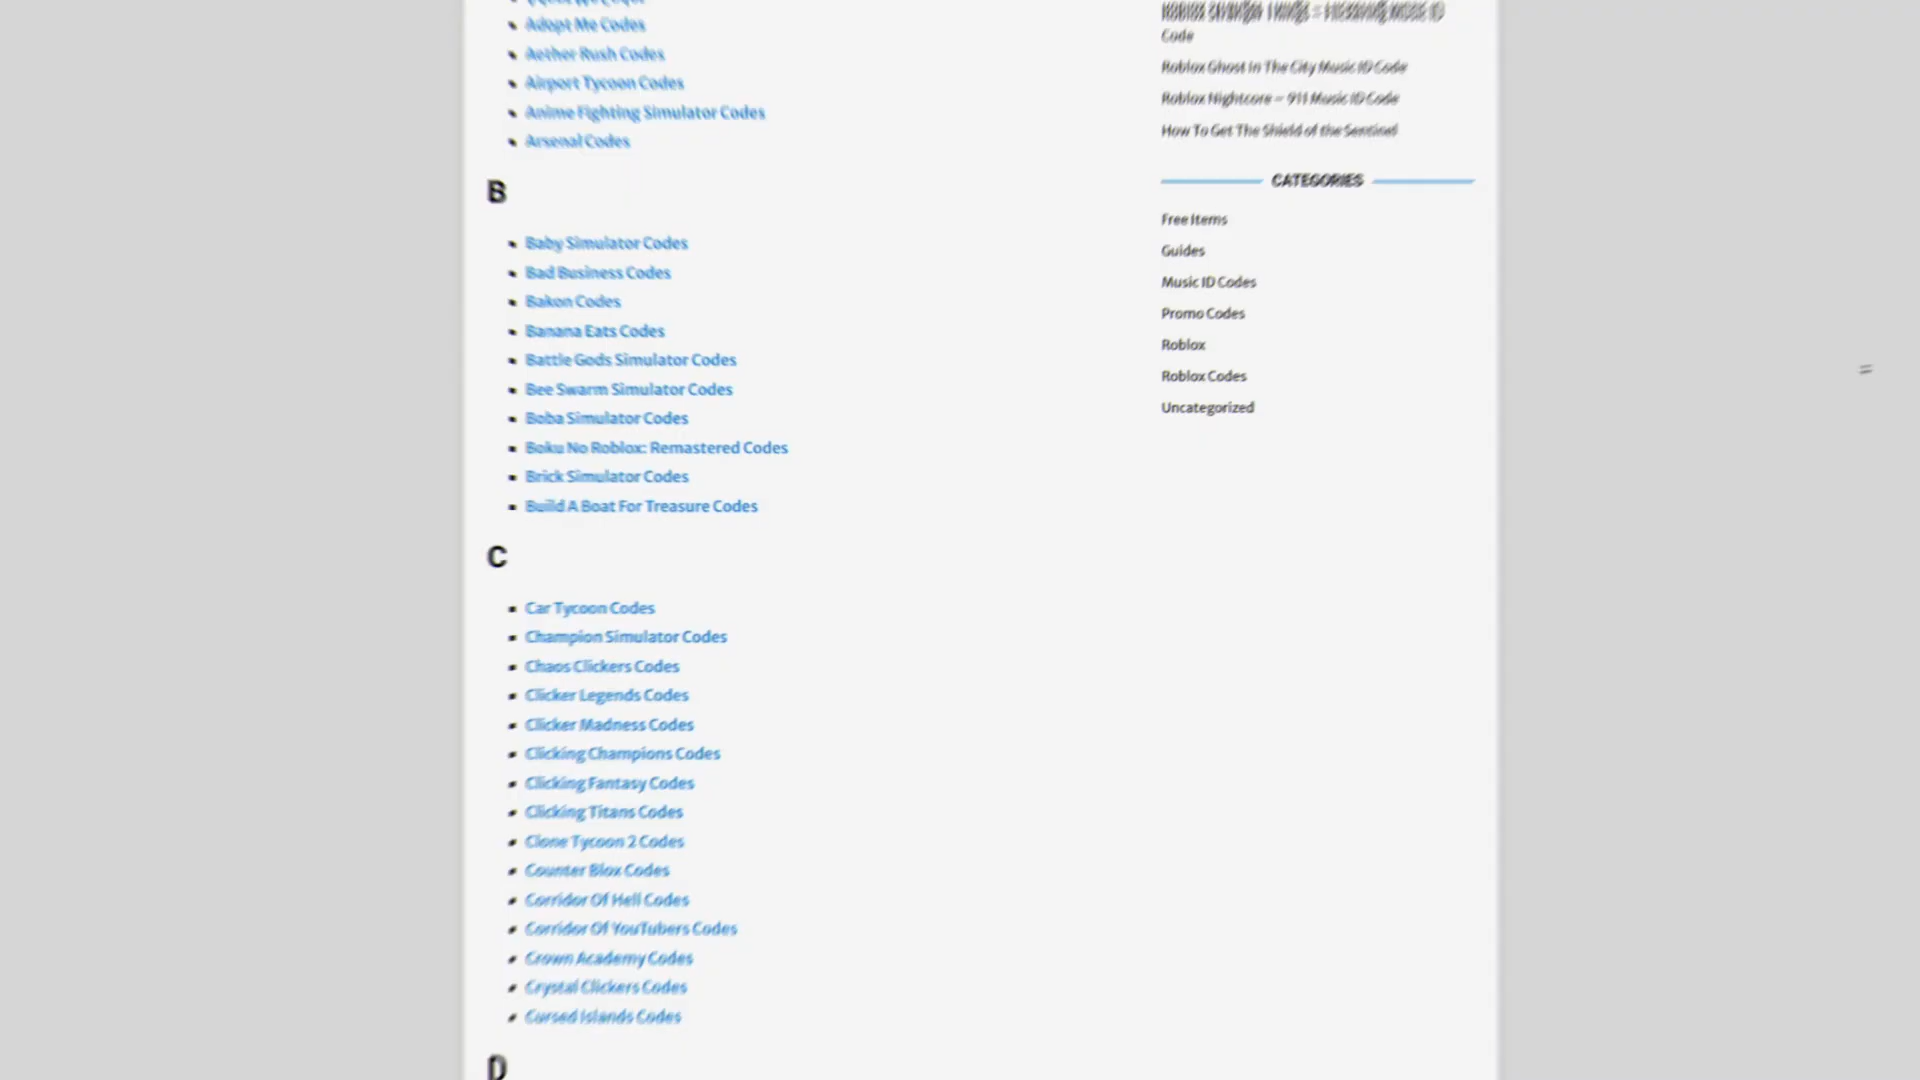 Adopt Me Codes
Aether Rush Codes
Airport Tycoon Codes
Anime Fighting Simulator Codes
Arsenal Codes
B
Baby Simulator Codes
Bad Business Codes
Bakon Codes
Banana Eats Codes
Battle Gods Simulator Codes
Bee Swarm Simulator Codes
Boba Simulator Codes
Boku No Roblox: Remastered Codes
Brick Simulator Codes
Build A Boat For Treasure Codes
C
Car Tycoon Codes
Champion Simulator Codes
Chaos Clickers Codes
Clicker Legends Codes
Clicker Madness Codes
Clicking Champions Codes
Clicking Fantasy Codes
Clicking Titans Codes
Clone Tycoon 2 Codes
Counter Blox Codes
Corridor Of Hell Codes
Corridor Of YouTubers Codes
Crown Academy Codes
Crystal Clickers Codes
Cursed Islands Codes
D
Code
Roblox Ghost In The City Music ID Code
Roblox Nightcore – 911 Music ID Code
How To Get The Shield of the Sentinel
CATEGORIES
Free Items
Guides
Music ID Codes
Promo Codes
Roblox
Roblox Codes
Uncategorized